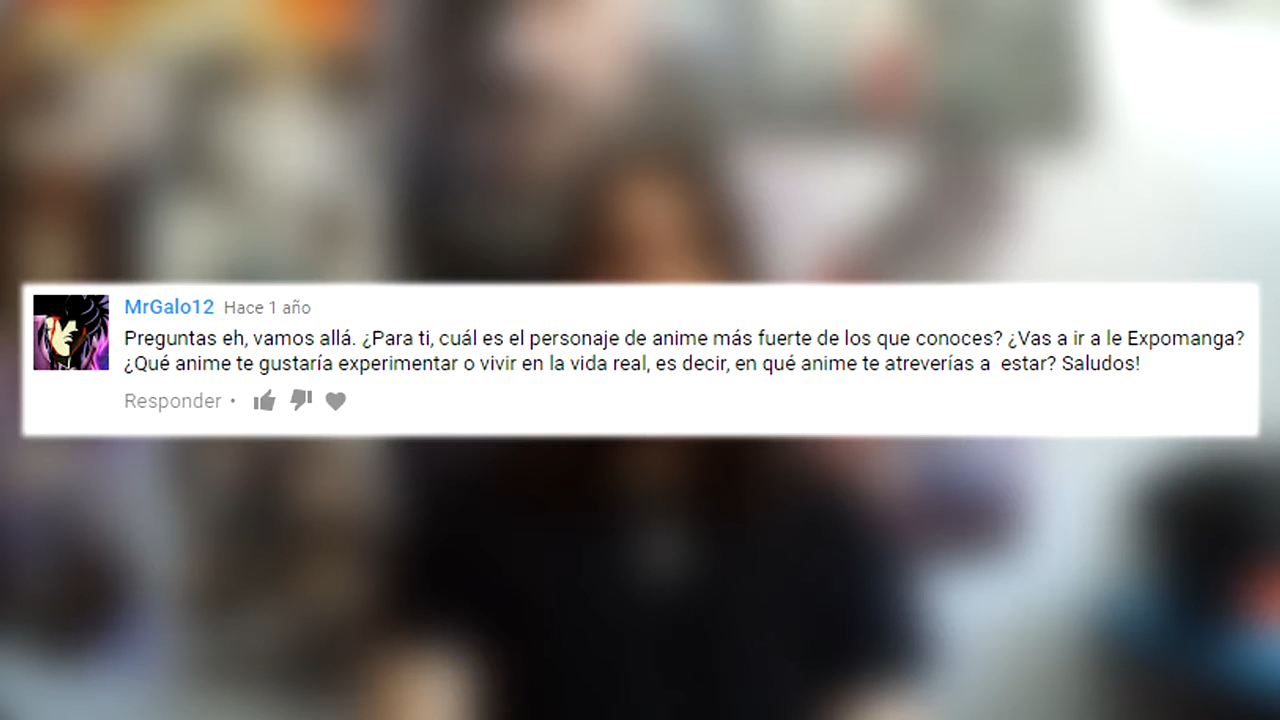 MrGalo12 Hace 1 año
Preguntas eh, vamos allá. ¿Para ti, cuál es el personaje de anime más fuerte de los que conoces? ¿Vas a ir a le Expomanga?
¿Qué anime te gustaría experimentar o vivir en la vida real, es decir, en qué anime te atreverías a  estar? Saludos!
Responder •